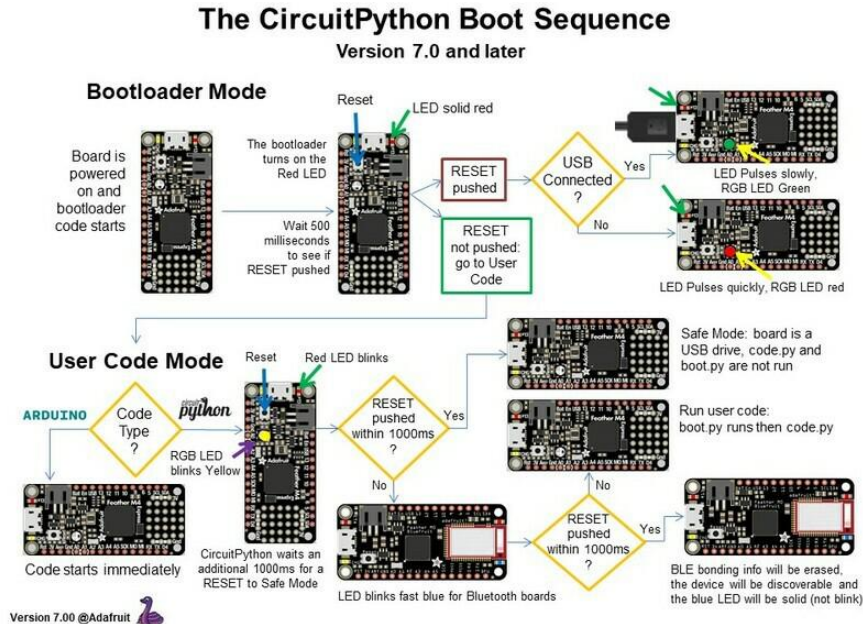 The CircuitPython Boot Sequence
Version 7.0 and later
Bootloader Mode
Board is
powered
on and
bootloader
code starts
The bootloader
turns on the
Red LED
Wait 500
milliseconds
to see if
RESET pushed
Reset
LED solid red
RESET
pushed
RESET
not pushed:
go to User
Code
USB
Connected
?
Yes
No
LED Pulses slowly,
RGB LED Green
LED Pulses quickly, RGB LED red
User Code Mode
ARDUINO
Code
Type
?
circuit
python
Reset
Red LED blinks
RGB LED
blinks Yellow
Code starts immediately
CircuitPython waits an
additional 1000ms for a
RESET to Safe Mode
RESET
pushed
within 1000ms
?
Yes
No
Safe Mode: board is a
USB drive, code.py and
boot.py are not run
Run user code:
boot.py runs then code.py
LED blinks fast blue for Bluetooth boards
RESET
pushed
within 1000ms
?
No
Yes
BLE bonding info will be erased,
the device will be discoverable and
the blue LED will be solid (not blink)
Version 7.00 @Adafruit